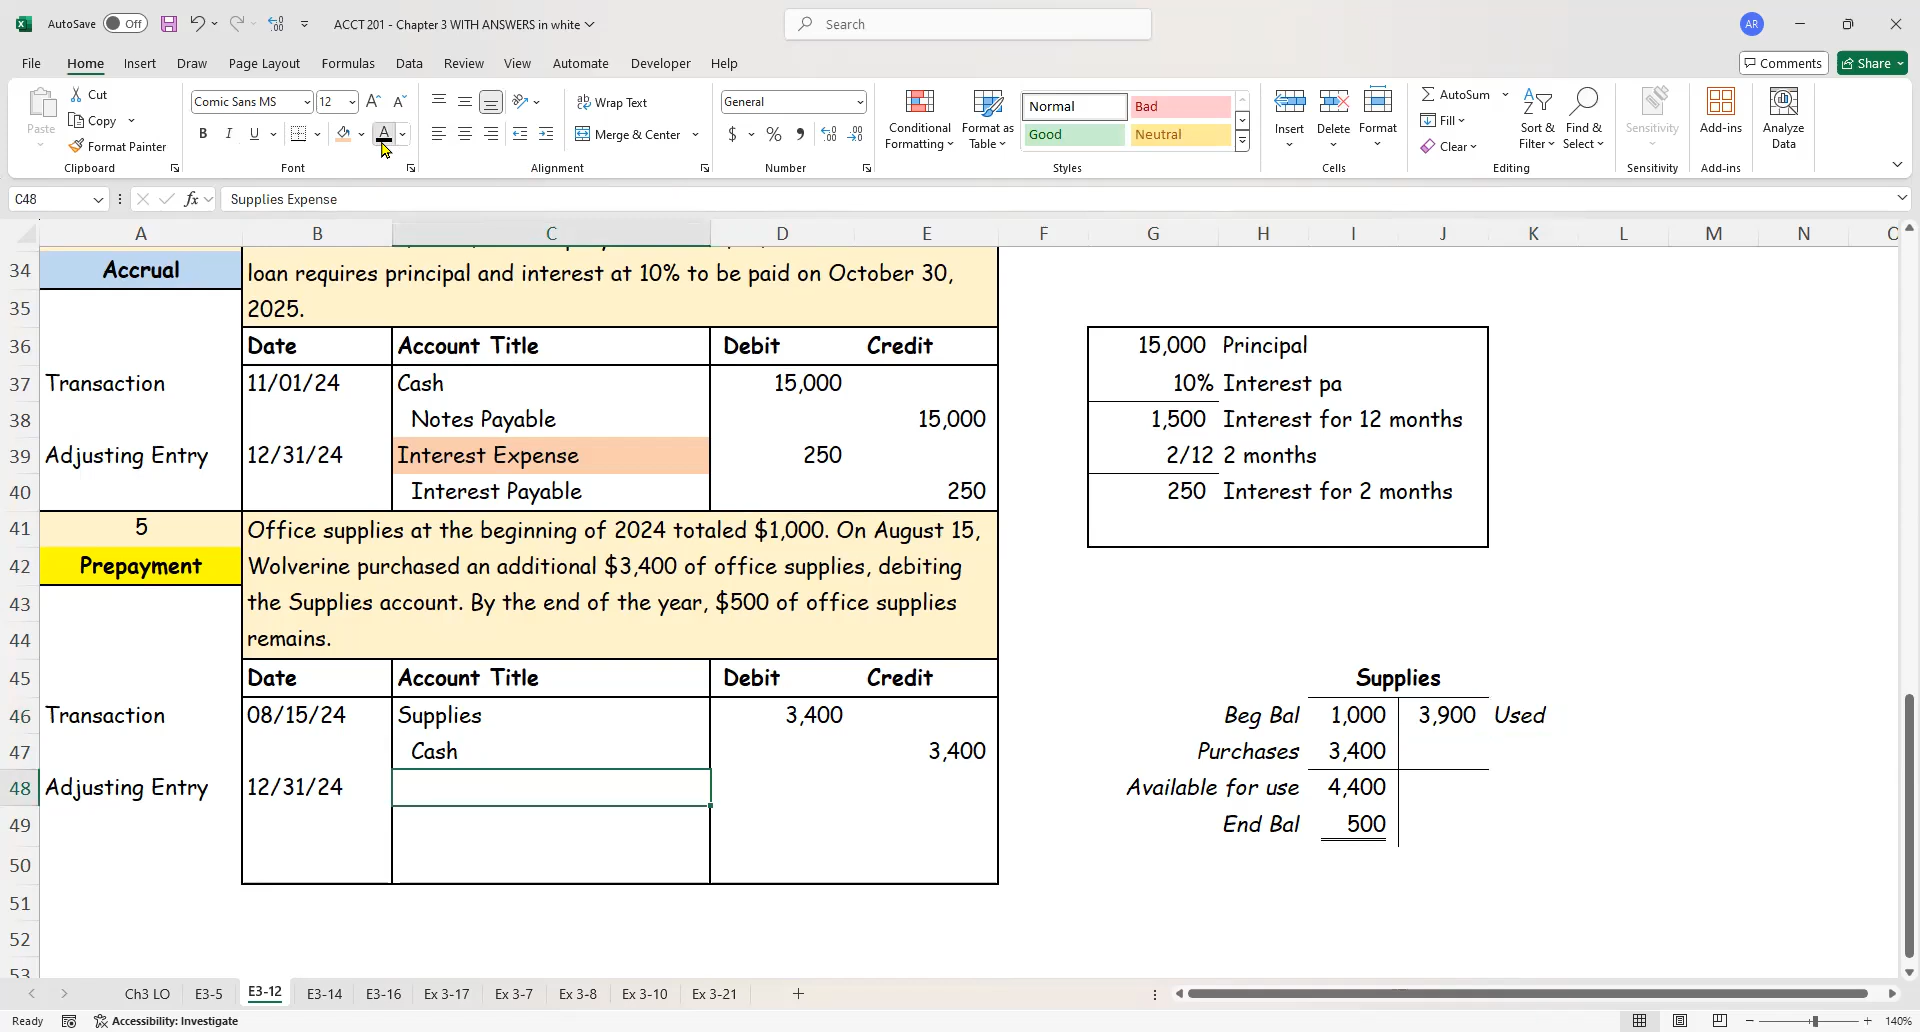 AutoSave Off ACCT 201 - Chapter 3 WITH ANSWERS in white Search AR
File Home Insert Draw Page Layout Formulas Data Review View Automate Developer Help Comments Share
Paste Cut Copy Format Painter Clipboard
Comic Sans MS 12 B I U A Font
Wrap Text Merge & Center Alignment
General $ % , Number
Conditional Formatting Format as Table Normal Bad Good Neutral Styles
Insert Delete Format Cells
AutoSum Fill Clear Sort & Filter Find & Select Editing
Sensitivity Sensitivity
Add-ins Add-ins
Analyze Data
C48 fx Supplies Expense
A B C D E F G H I J K L M N
34 Accrual loan requires principal and interest at 10% to be paid on October 30,
35 2025.
36 Date Account Title Debit Credit 15,000 Principal
37 Transaction 11/01/24 Cash 15,000 10% Interest pa
38 Notes Payable 15,000 1,500 Interest for 12 months
39 Adjusting Entry 12/31/24 Interest Expense 250 2/12 2 months
40 Interest Payable 250 250 Interest for 2 months
41 5 Office supplies at the beginning of 2024 totaled $1,000. On August 15,
42 Prepayment Wolverine purchased an additional $3,400 of office supplies, debiting
43 the Supplies account. By the end of the year, $500 of office supplies
44 remains.
45 Date Account Title Debit Credit Supplies
46 Transaction 08/15/24 Supplies 3,400 Beg Bal 1,000 3,900 Used
47 Cash 3,400 Purchases 3,400
48 Adjusting Entry 12/31/24 Available for use 4,400
49 End Bal 500
50
51
52
53
Ch3 LO E3-5 E3-12 E3-14 E3-16 Ex 3-17 Ex 3-7 Ex 3-8 Ex 3-10 Ex 3-21
Ready Accessibility: Investigate 140%